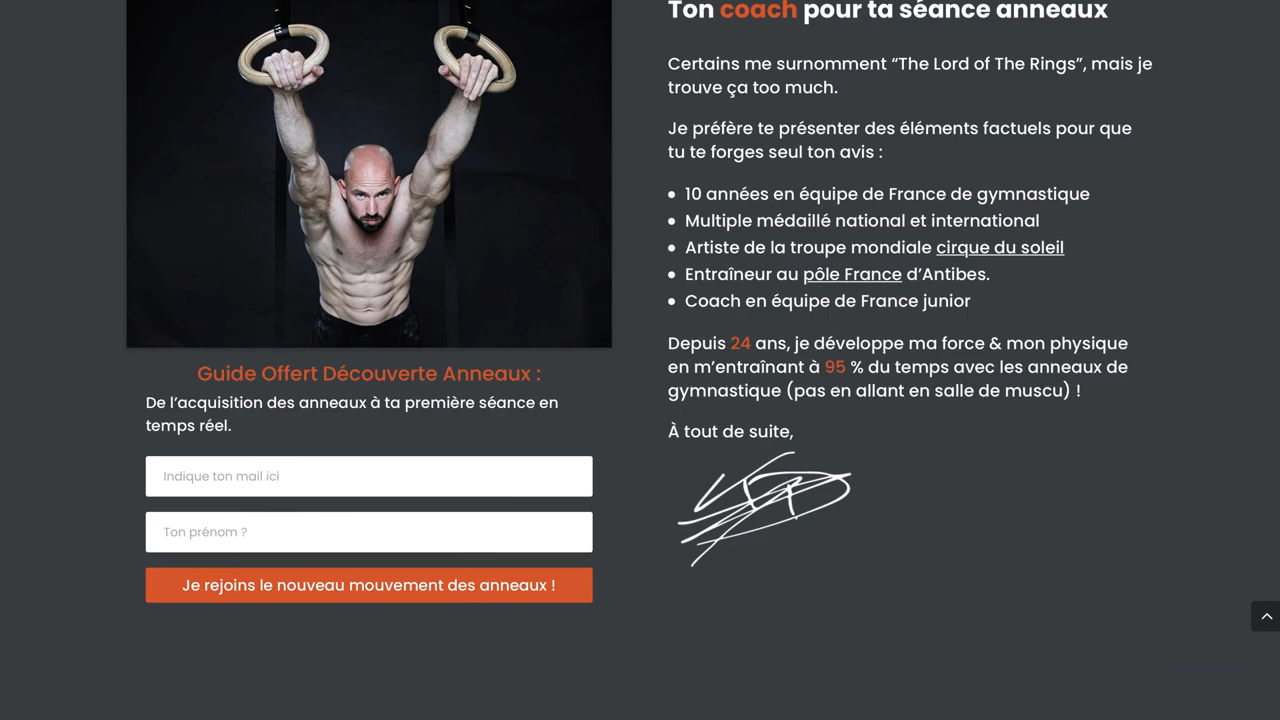 Ton coach pour ta séance anneaux
Certains me surnomment “The Lord of The Rings”, mais je
trouve ça too much.
Je préfère te présenter des éléments factuels pour que
tu te forges seul ton avis :
10 années en équipe de France de gymnastique
Multiple médaillé national et international
Artiste de la troupe mondiale cirque du soleil
Entraîneur au pôle France d’Antibes.
Coach en équipe de France junior
Depuis 24 ans, je développe ma force & mon physique
en m’entraînant à 95 % du temps avec les anneaux de
gymnastique (pas en allant en salle de muscu) !
À tout de suite,
Guide Offert Découverte Anneaux :
De l’acquisition des anneaux à ta première séance en
temps réel.
Indique ton mail ici
Ton prénom ?
Je rejoins le nouveau mouvement des anneaux !